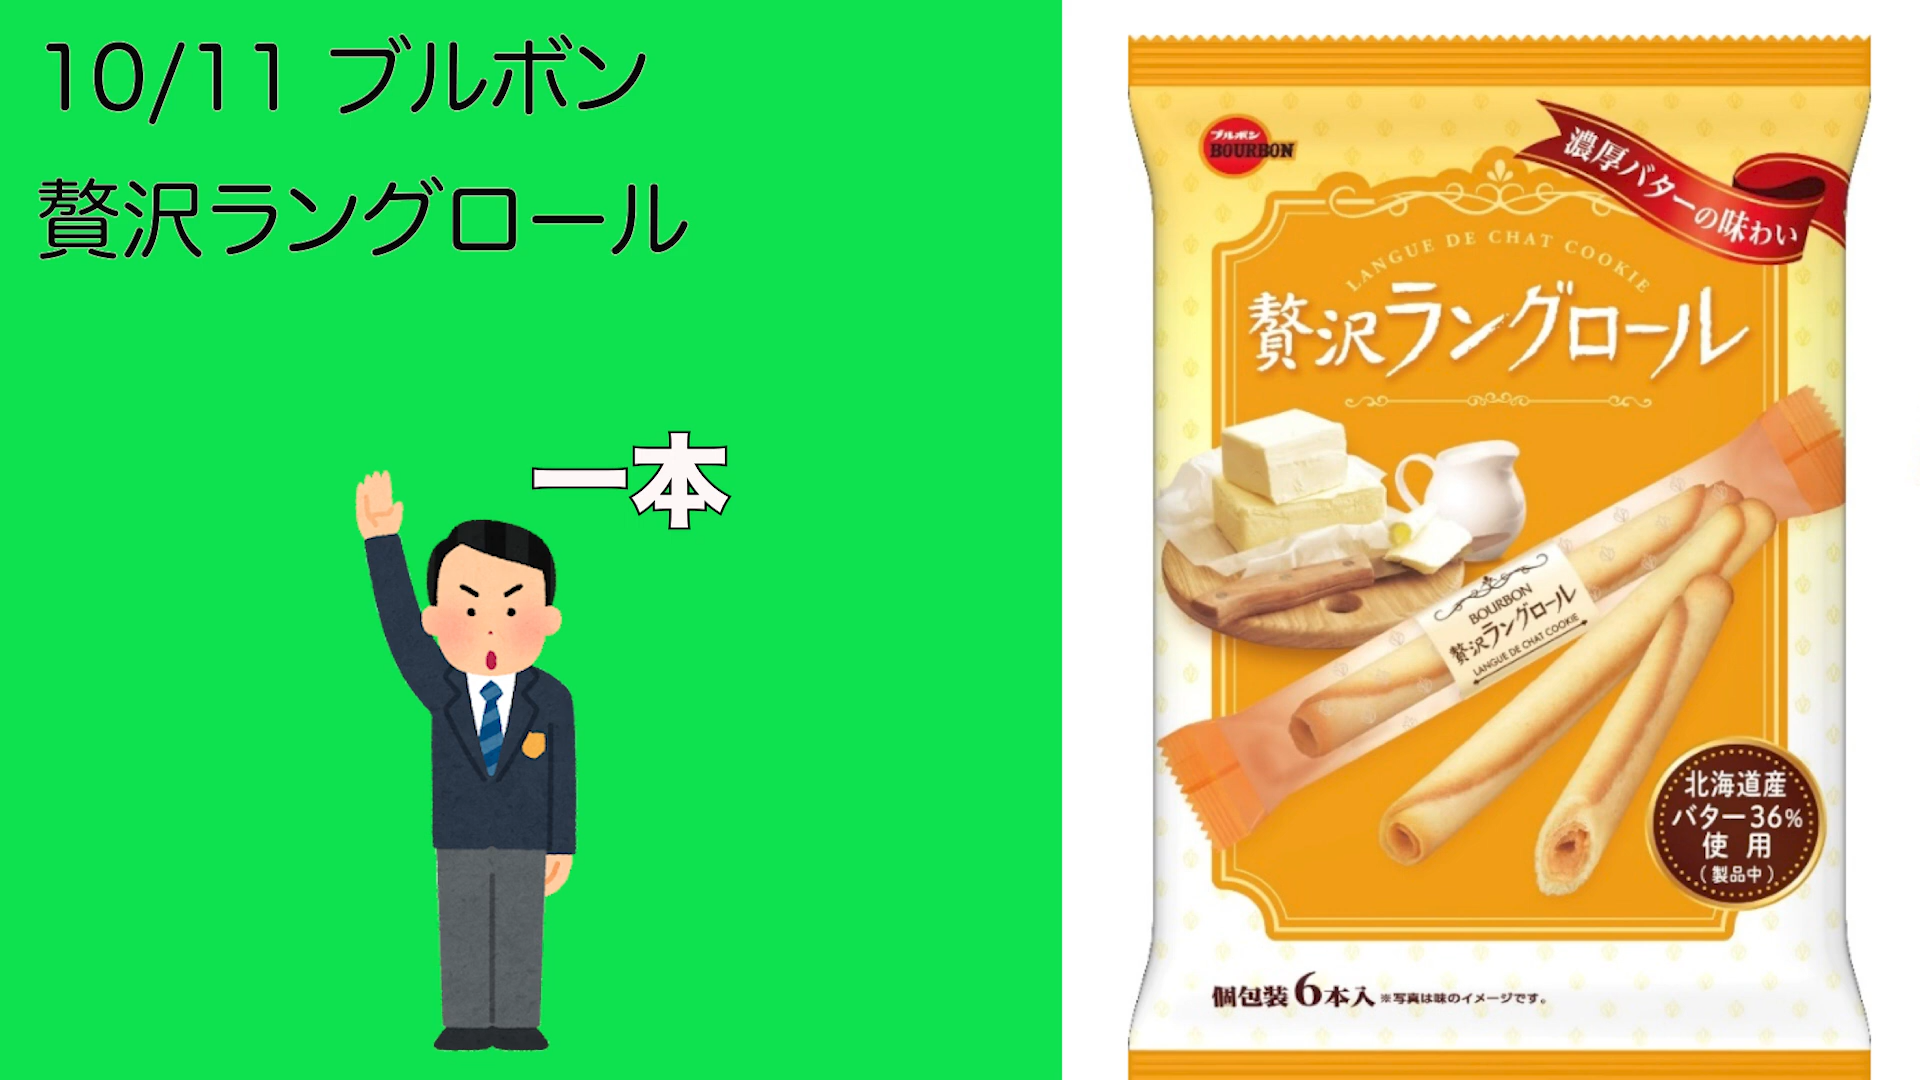 10/11 ブルボン
贅沢ラングロール
一本
ブルボン
BOURBON
濃厚バターの味わい
LANGUE DE CHAT COOKIE
贅沢ラングロール
BOURBON
贅沢ラングロール
LANGUE DE CHAT COOKIE
北海道産
バター36%
使用
(製品中)
個包装6本入 ※写真は味のイメージです。